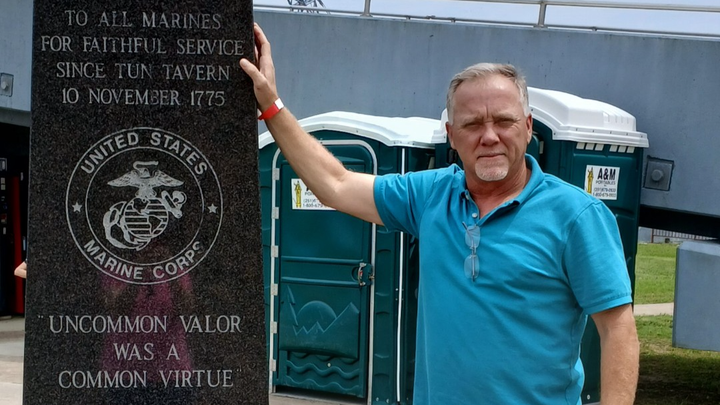 TO ALL MARINES
FOR FAITHFUL SERVICE
SINCE TUN TAVERN
10 NOVEMBER 1775
UNITED STATES
MARINE CORPS
"UNCOMMON VALOR
WAS A
COMMON VIRTUE"
A&M